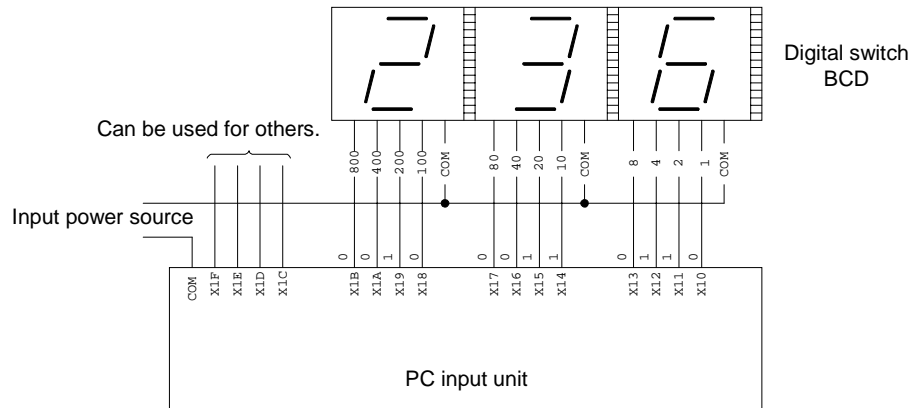 2 3 6
Digital switch
BCD
Can be used for others.
800 400 200 100 COM 80 40 20 10 COM 8 4 2 1 COM
Input power source
0 0 1 0 0 0 1 1 0 1 1 0
COM X1F X1E X1D X1C X1B X1A X19 X18 X17 X16 X15 X14 X13 X12 X11 X10
PC input unit